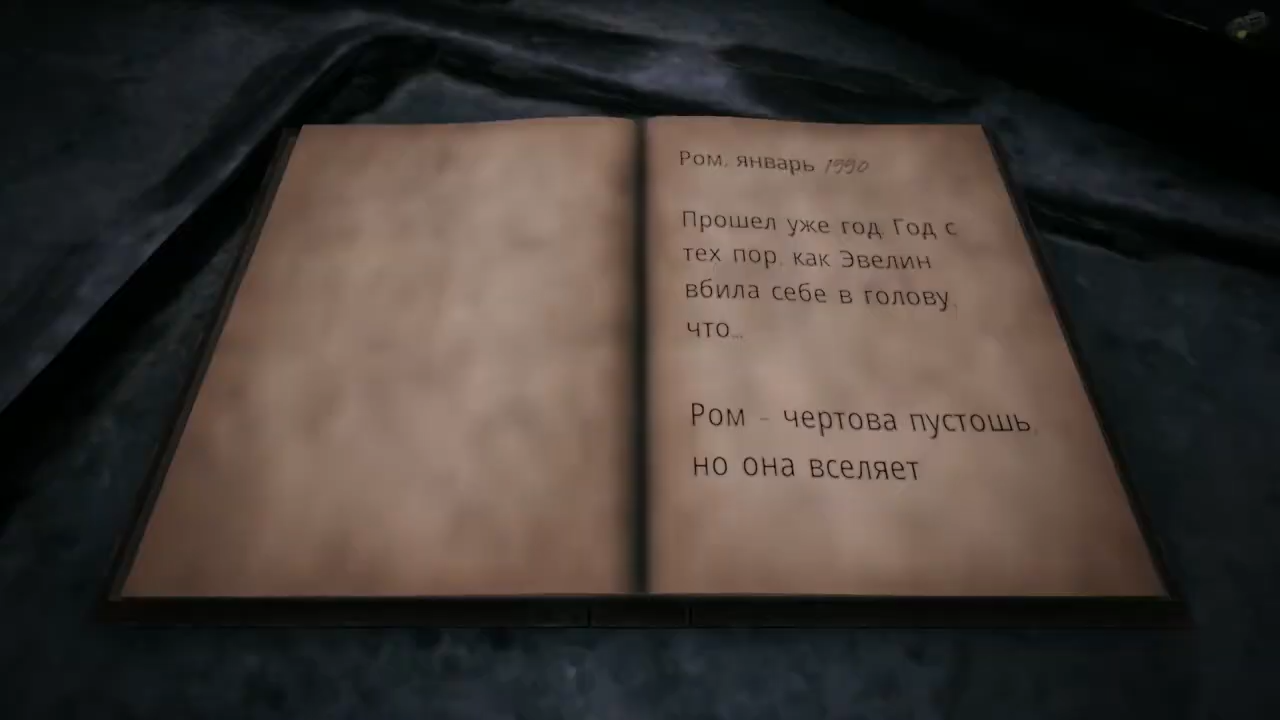 Ром, январь 1990
Прошел уже год. Год с
тех пор, как Эвелин
вбила себе в голову,
что...
Ром - чертова пустошь,
но она вселяет